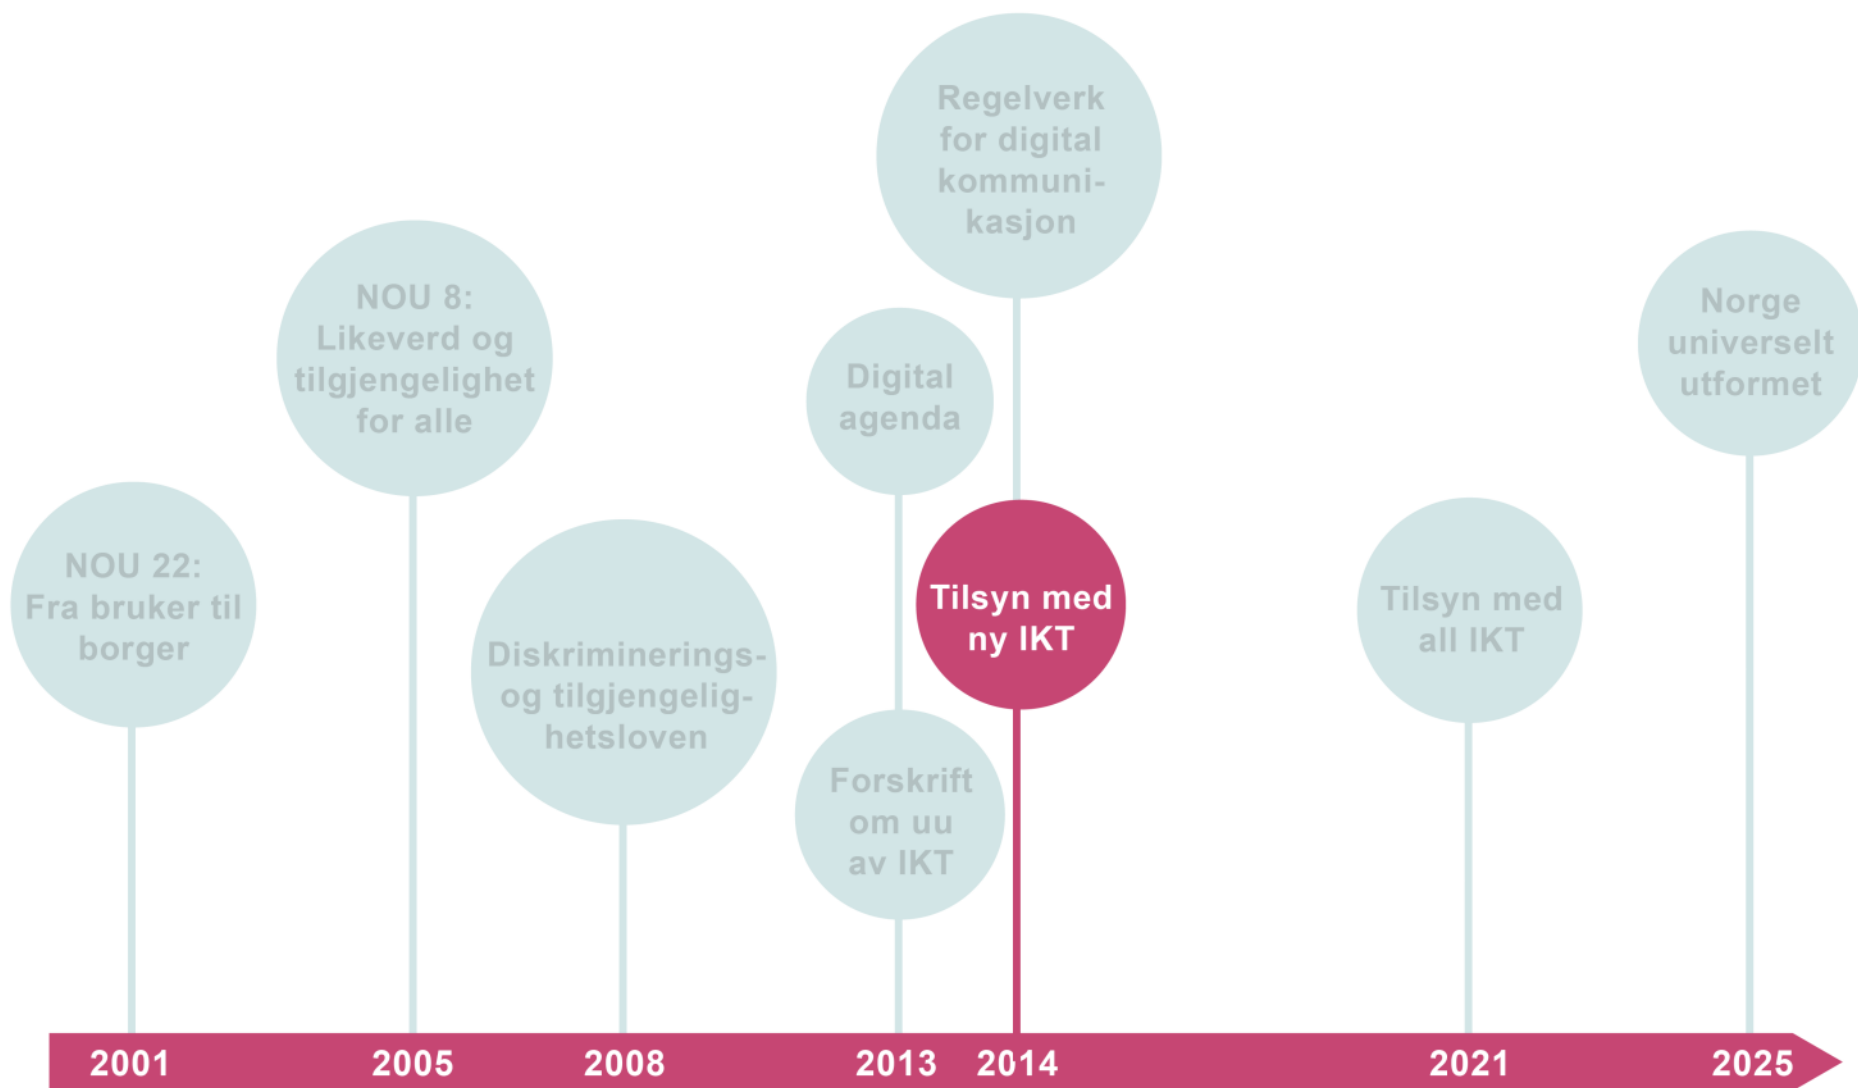 NOU 22:
Fra bruker til
borger
NOU 8:
Likeverd og
tilgjengelighet
for alle
Diskriminerings-
og tilgjengelig-
hetsloven
Digital
agenda
Forskrift
om uu
av IKT
Regelverk
for digital
kommuni-
kasjon
Tilsyn med
ny IKT
Tilsyn med
all IKT
Norge
universelt
utformet
2001
2005
2008
2013
2014
2021
2025